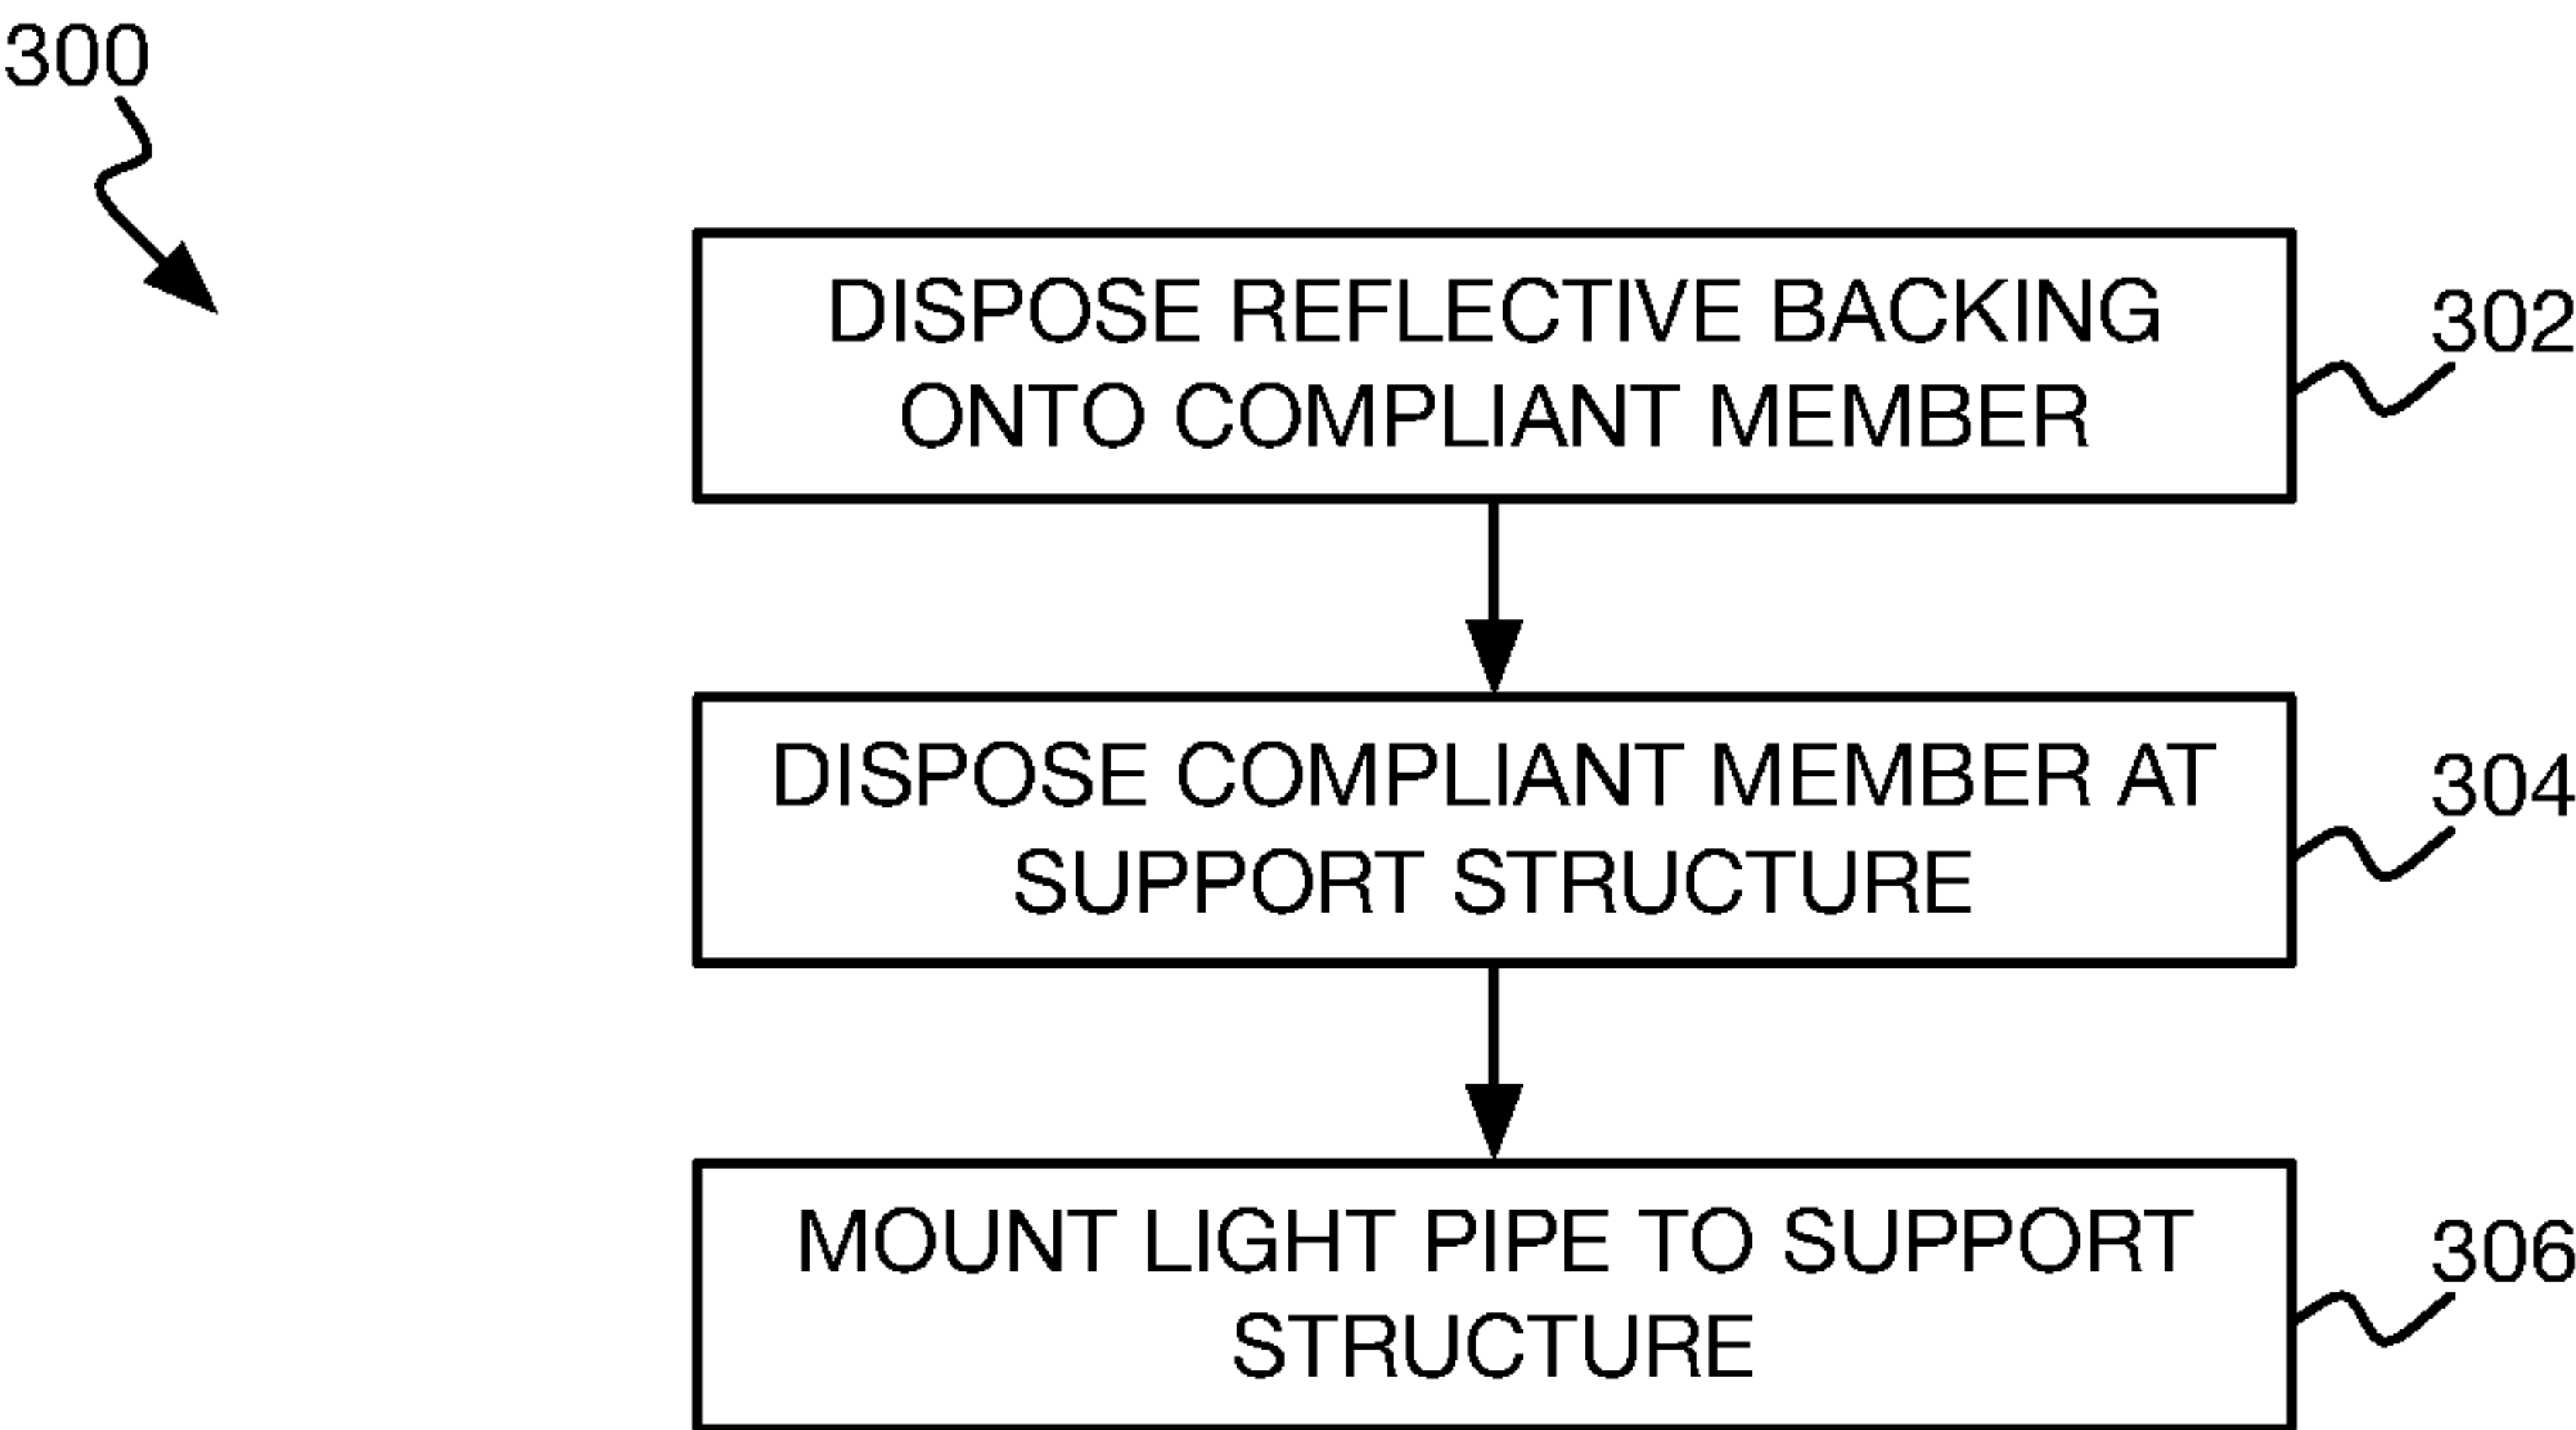 300
DISPOSE REFLECTIVE BACKING
ONTO COMPLIANT MEMBER
302
DISPOSE COMPLIANT MEMBER AT
SUPPORT STRUCTURE
304
MOUNT LIGHT PIPE TO SUPPORT
STRUCTURE
306